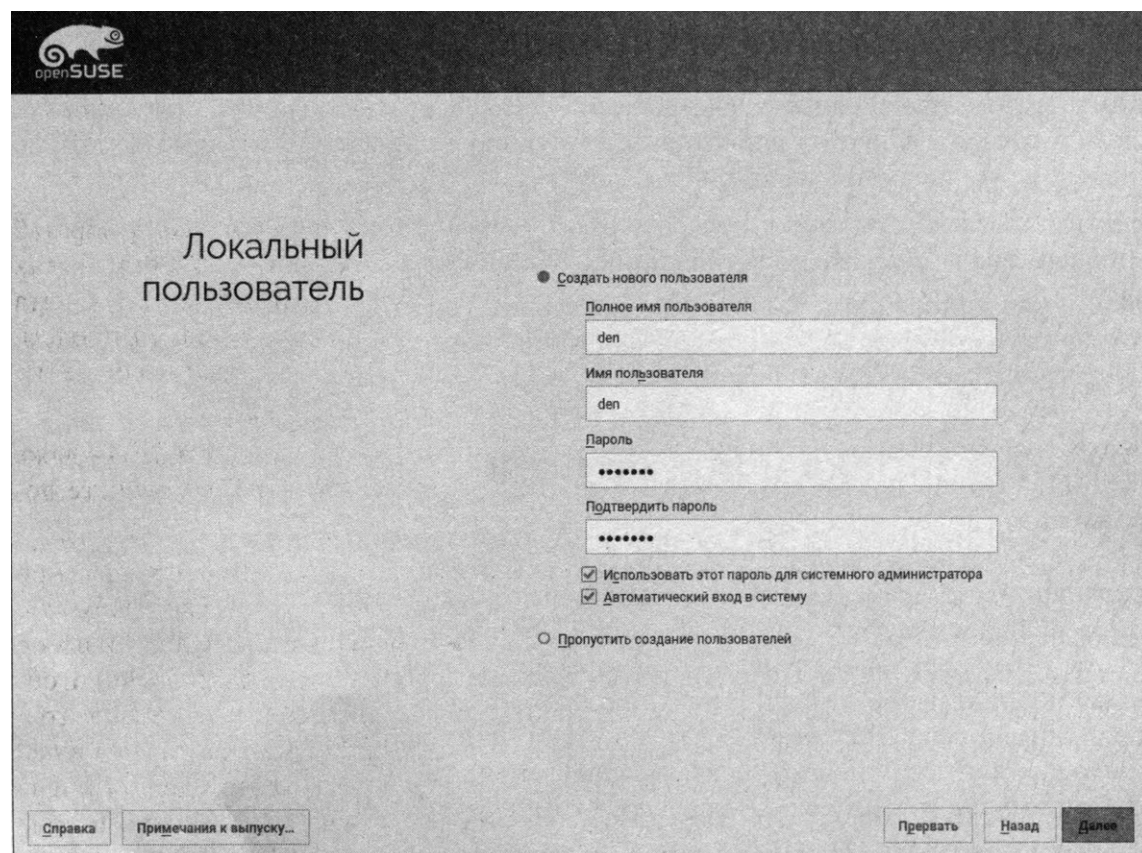 openSUSE
Локальный
пользователь
Создать нового пользователя
Полное имя пользователя
den
Имя пользователя
den
Пароль
•••••••
Подтвердить пароль
•••••••
Использовать этот пароль для системного администратора
Автоматический вход в систему
Пропустить создание пользователей
Справка
Примечания к выпуску...
Прервать
Назад
Далее